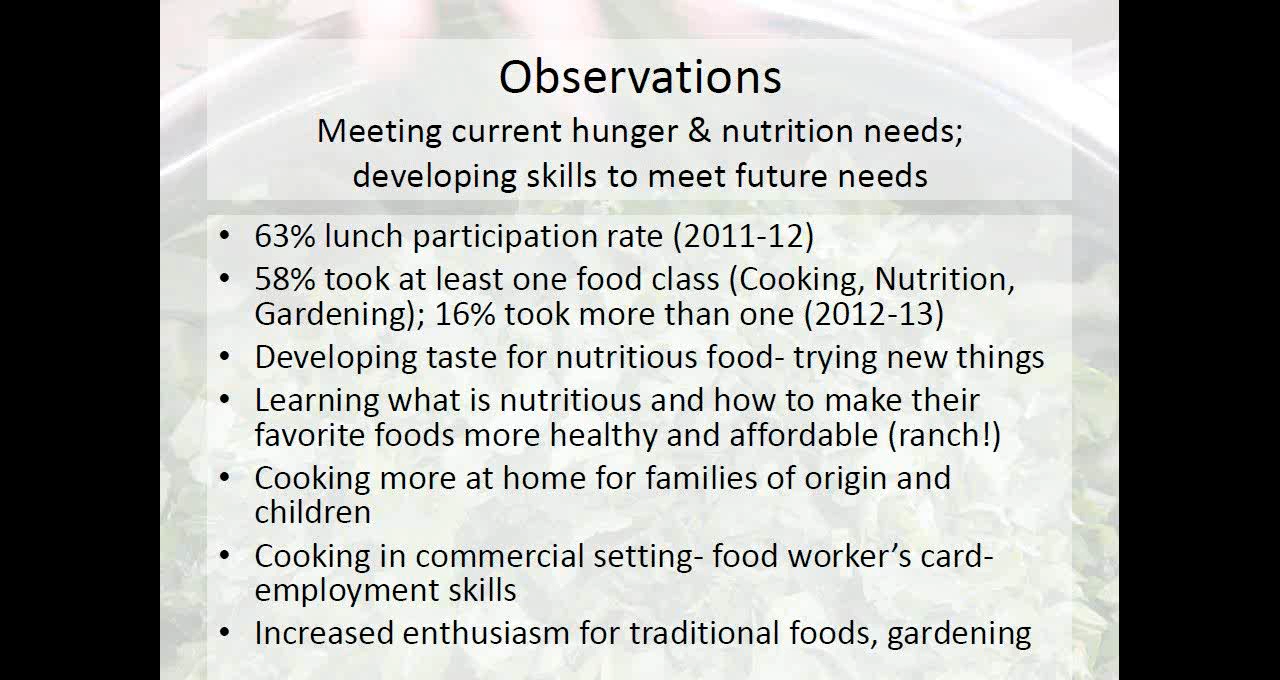 Observations
Meeting current hunger & nutrition needs;
developing skills to meet future needs
• 63% lunch participation rate (2011-12)
• 58% took at least one food class (Cooking, Nutrition,
Gardening); 16% took more than one (2012-13)
• Developing taste for nutritious food- trying new things
• Learning what is nutritious and how to make their
favorite foods more healthy and affordable (ranch!)
• Cooking more at home for families of origin and
children
• Cooking in commercial setting- food worker’s card-
employment skills
• Increased enthusiasm for traditional foods, gardening